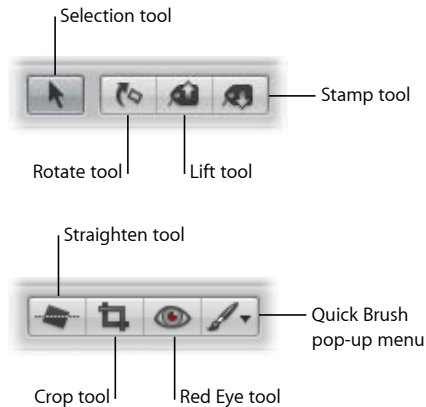 Selection tool
Stamp tool
Rotate tool
Lift tool
Straighten tool
Quick Brush
pop-up menu
Crop tool
Red Eye tool